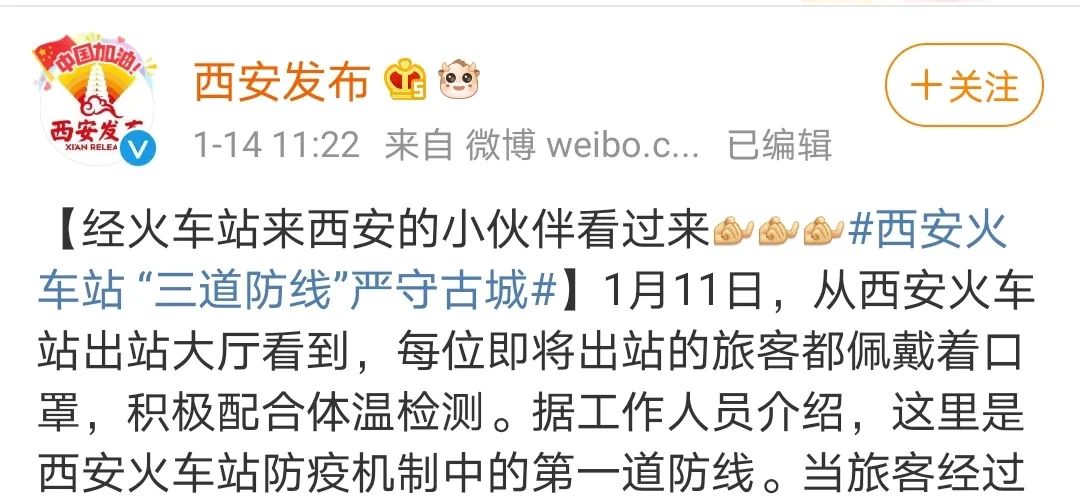 中国加油!
西安发布
XI'AN RELEA
西安发布
1-14 11:22 来自 微博 weibo.c... 已编辑
+关注
【经火车站来西安的小伙伴看过来#西安火
车站 “三道防线”严守古城#】1月11日，从西安火车
站出站大厅看到，每位即将出站的旅客都佩戴着口
罩，积极配合体温检测。据工作人员介绍，这里是
西安火车站防疫机制中的第一道防线。当旅客经过